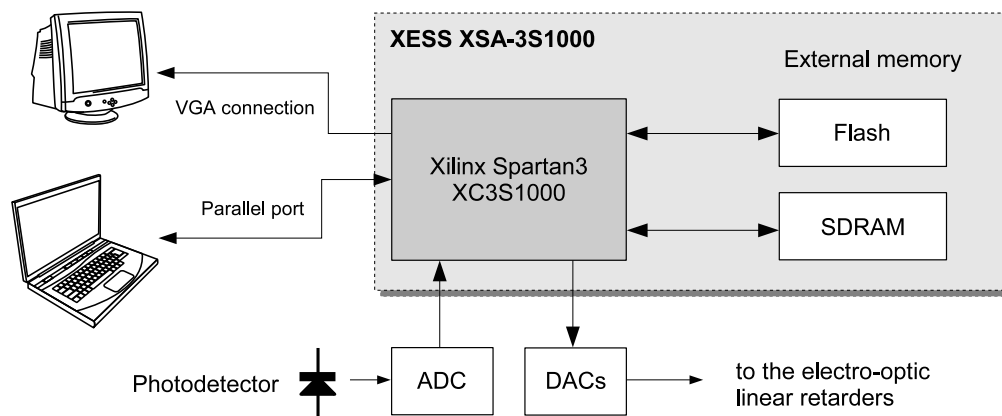 XESS XSA-3S1000
External memory
VGA connection
Flash
Xilinx Spartan3
XC3S1000
Parallel port
SDRAM
Photodetector
ADC
DACs
to the electro-optic
linear retarders